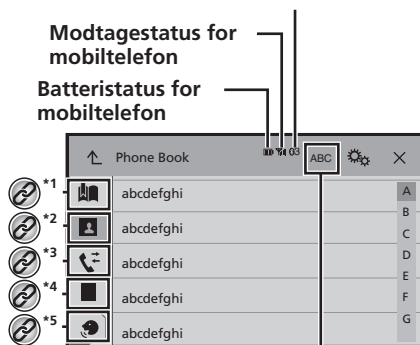 Modtagestatus for
mobiltelefon
Batteristatus for
mobiltelefon
Phone Book
03
ABC
*1
abcdefghi
A
B
*2
abcdefghi
C
*3
abcdefghi
D
E
*4
abcdefghi
F
*5
abcdefghi
G